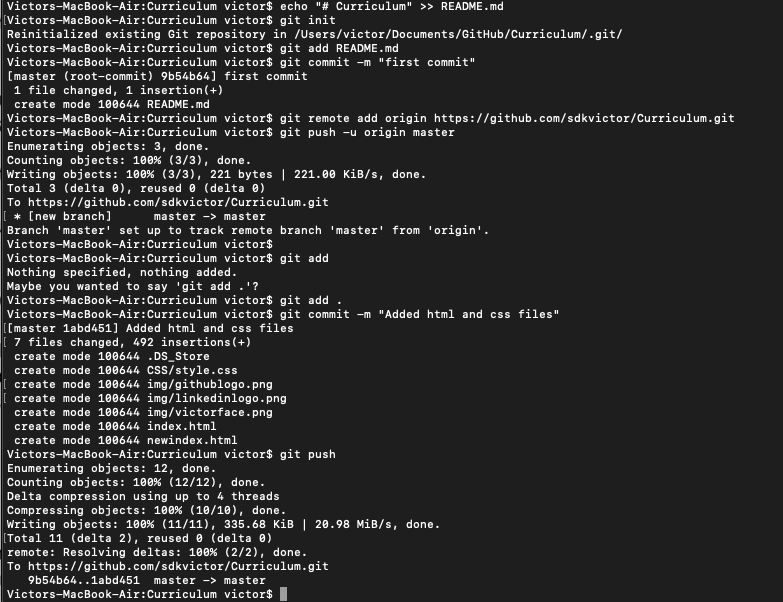 Victors-MacBook-Air:Curriculum victor$ echo "# Curriculum" >> README.md
[Victors-MacBook-Air:Curriculum victor$ git init
Reinitialized existing Git repository in /Users/victor/Documents/GitHub/Curriculum/.git/
Victors-MacBook-Air:Curriculum victor$ git add README.md
Victors-MacBook-Air:Curriculum victor$ git commit -m "first commit"
[master (root-commit) 9b54b64] first commit
 1 file changed, 1 insertion(+)
 create mode 100644 README.md
Victors-MacBook-Air:Curriculum victor$ git remote add origin https://github.com/sdkvictor/Curriculum.git
Victors-MacBook-Air:Curriculum victor$ git push -u origin master
Enumerating objects: 3, done.
Counting objects: 100% (3/3), done.
Writing objects: 100% (3/3), 221 bytes | 221.00 KiB/s, done.
Total 3 (delta 0), reused 0 (delta 0)
To https://github.com/sdkvictor/Curriculum.git
[ * [new branch]      master -> master
Branch 'master' set up to track remote branch 'master' from 'origin'.
Victors-MacBook-Air:Curriculum victor$
Victors-MacBook-Air:Curriculum victor$ git add
Nothing specified, nothing added.
Maybe you wanted to say 'git add .'?
Victors-MacBook-Air:Curriculum victor$ git add .
Victors-MacBook-Air:Curriculum victor$ git commit -m "Added html and css files"
[[master 1abd451] Added html and css files
[ 7 files changed, 492 insertions(+)
 create mode 100644 .DS_Store
 create mode 100644 CSS/style.css
[ create mode 100644 img/githublogo.png
[ create mode 100644 img/linkedinlogo.png
 create mode 100644 img/victorface.png
 create mode 100644 index.html
 create mode 100644 newindex.html
Victors-MacBook-Air:Curriculum victor$ git push
Enumerating objects: 12, done.
Counting objects: 100% (12/12), done.
Delta compression using up to 4 threads
Compressing objects: 100% (10/10), done.
Writing objects: 100% (11/11), 335.68 KiB | 20.98 MiB/s, done.
[Total 11 (delta 2), reused 0 (delta 0)
remote: Resolving deltas: 100% (2/2), done.
To https://github.com/sdkvictor/Curriculum.git
   9b54b64..1abd451  master -> master
Victors-MacBook-Air:Curriculum victor$